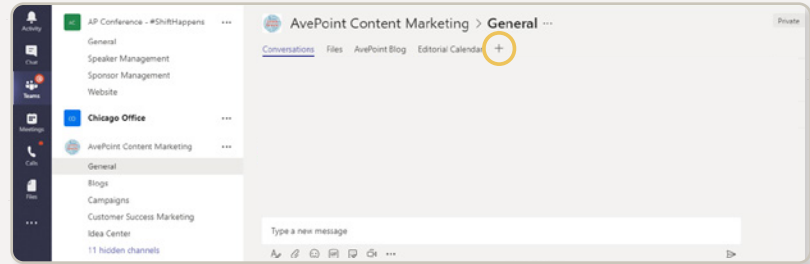 Activity
Chat
Teams
Meetings
Calls
Files
AP Conference - #ShiftHappens
General
Speaker Management
Sponsor Management
Website
Chicago Office
AvePoint Content Marketing
General
Blogs
Campaigns
Customer Success Marketing
Idea Center
11 hidden channels
AvePoint Content Marketing > General
Private
Conversations Files AvePoint Blog Editorial Calendar +
Type a new message